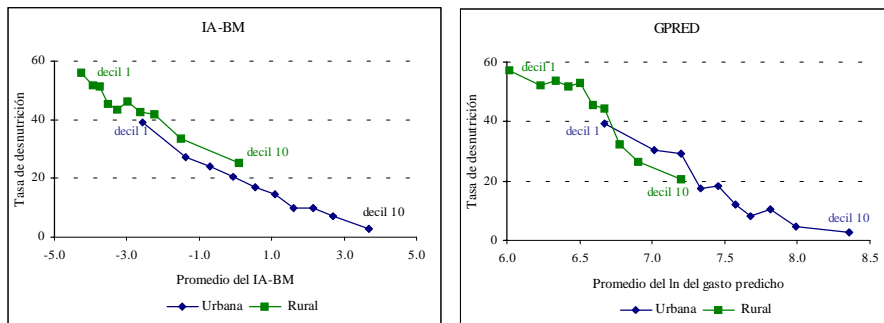 IA-BM
Tasa de desnutrición
60
40
20
0
decil 1
decil 1
decil 10
decil 10
-5.0 -3.0 -1.0 1.0 3.0 5.0
Promedio del IA-BM
Urbana Rural
GPRED
Tasa de desnutrición
60
40
20
0
decil 1
decil 1
decil 10
decil 10
6.0 6.5 7.0 7.5 8.0 8.5
Promedio del ln del gasto predicho
Urbana Rural